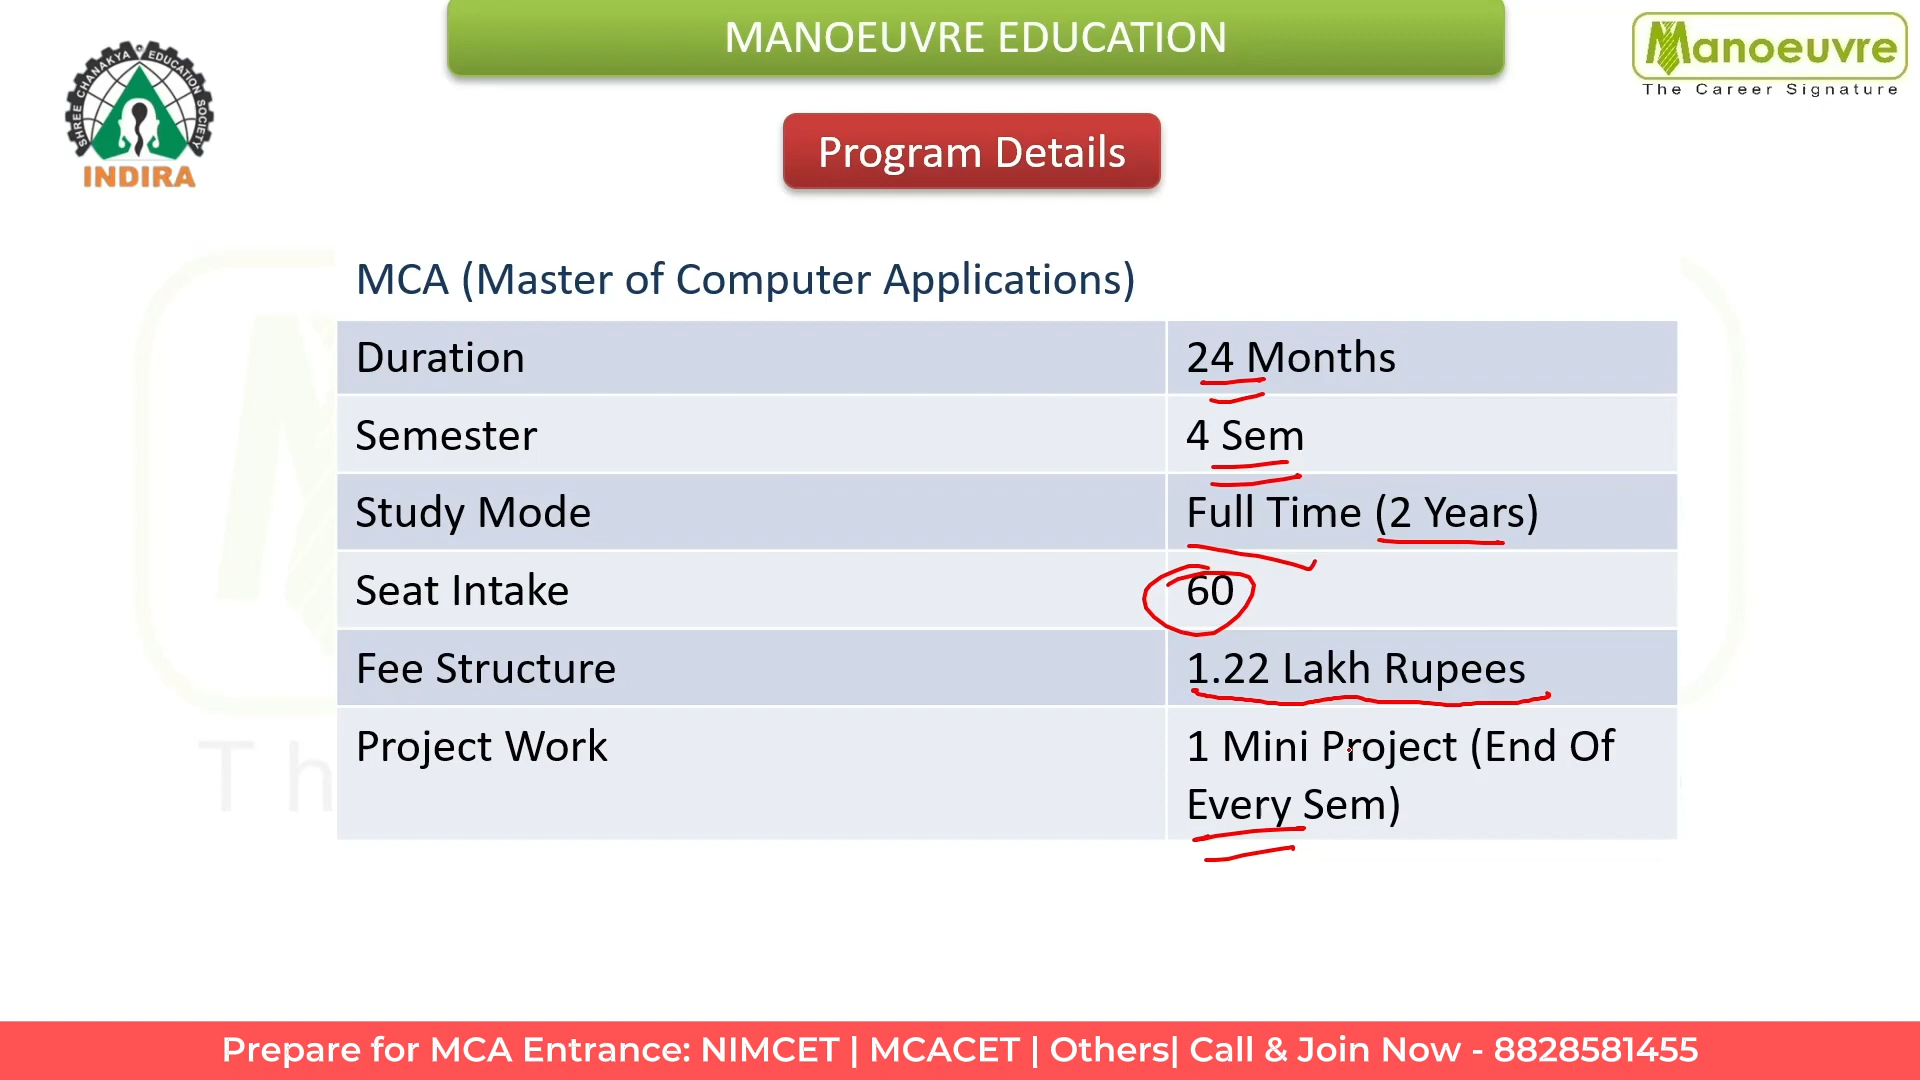 MANOEUVRE EDUCATION
SHREE CHANAKYA EDUCATION SOCIETY
INDIRA
Manoeuvre
The Career Signature
Program Details
MCA (Master of Computer Applications)
Duration 24 Months
Semester 4 Sem
Study Mode Full Time (2 Years)
Seat Intake 60
Fee Structure 1.22 Lakh Rupees
Project Work 1 Mini Project (End Of
Every Sem)
Th
Prepare for MCA Entrance: NIMCET | MCACET | Others| Call & Join Now - 8828581455